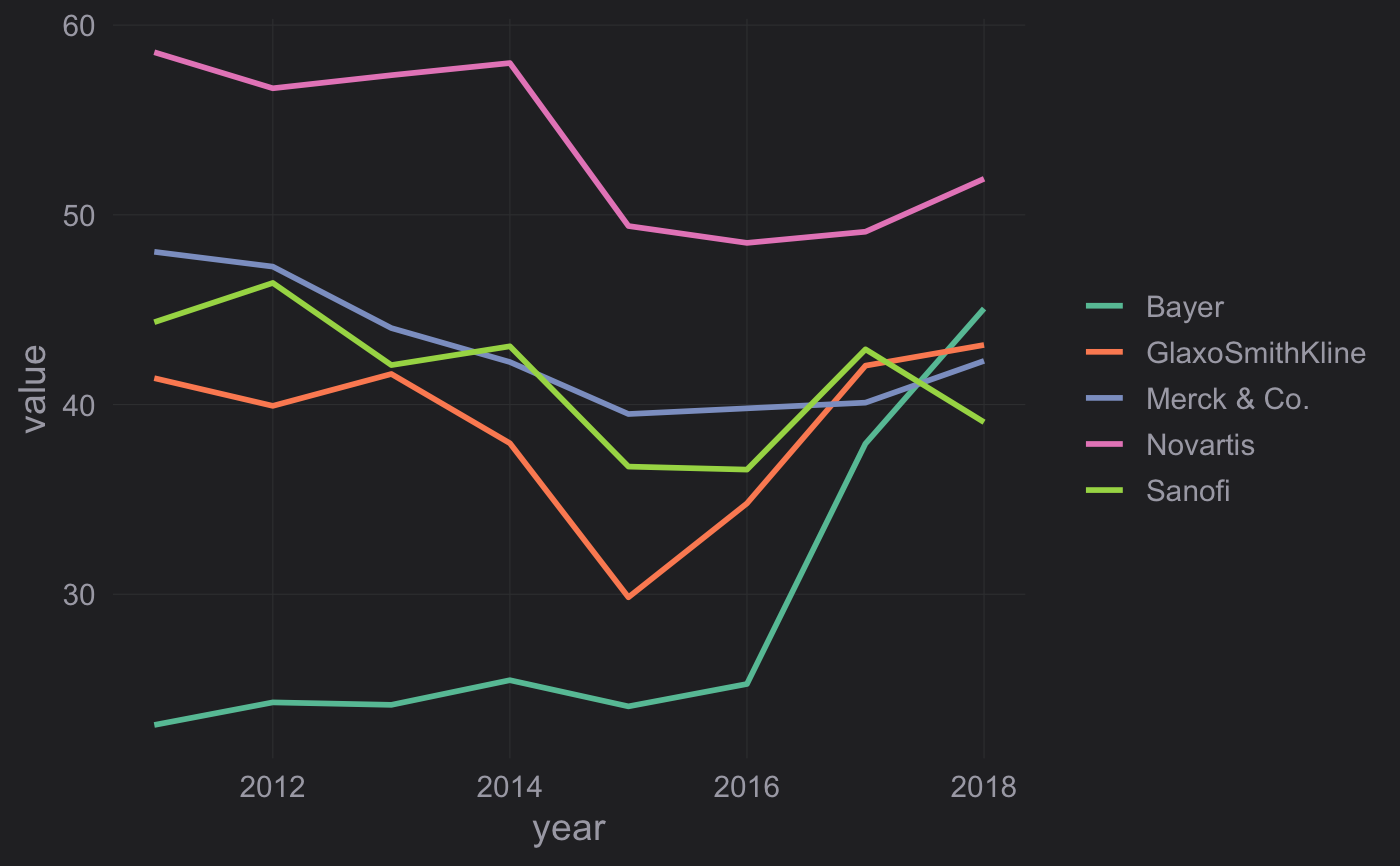 60
50
40
30
value
2012 2014 2016 2018
year
Bayer
GlaxoSmithKline
Merck & Co.
Novartis
Sanofi